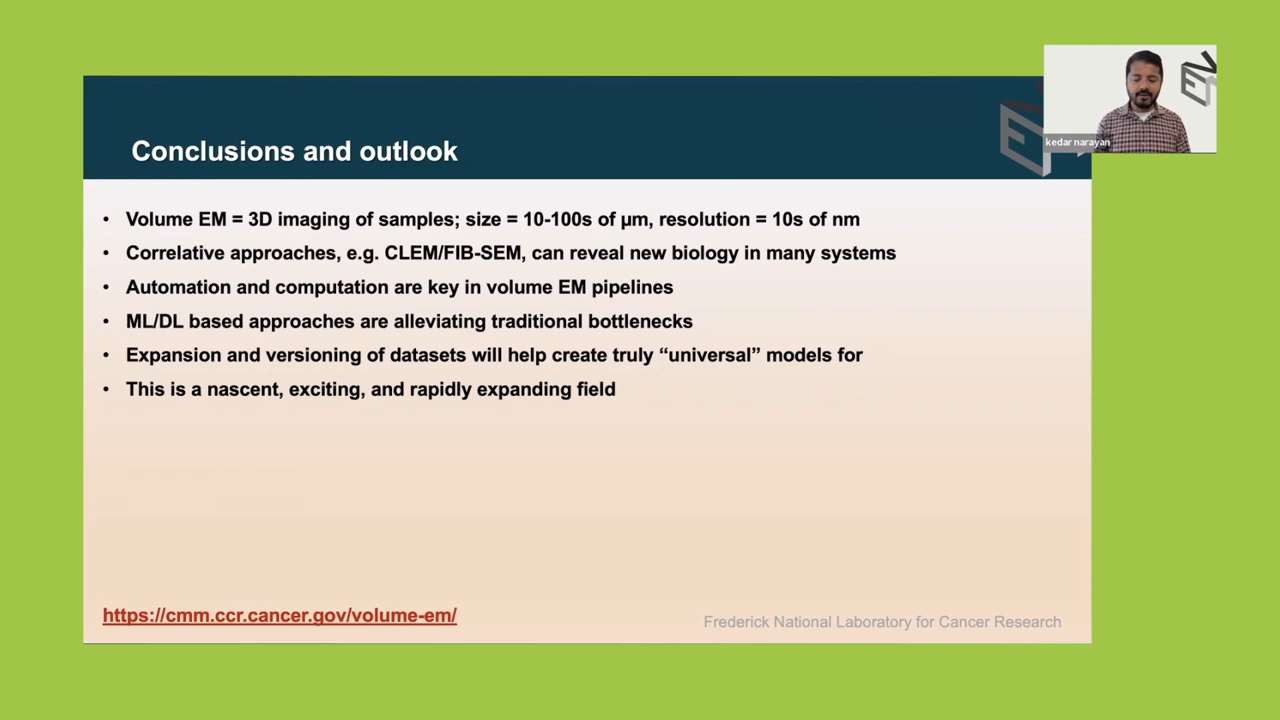 Conclusions and outlook
kedar narayan
• Volume EM = 3D imaging of samples; size = 10-100s of µm, resolution = 10s of nm
• Correlative approaches, e.g. CLEM/FIB-SEM, can reveal new biology in many systems
• Automation and computation are key in volume EM pipelines
• ML/DL based approaches are alleviating traditional bottlenecks
• Expansion and versioning of datasets will help create truly “universal” models for
• This is a nascent, exciting, and rapidly expanding field
https://cmm.ccr.cancer.gov/volume-em/
Frederick National Laboratory for Cancer Research